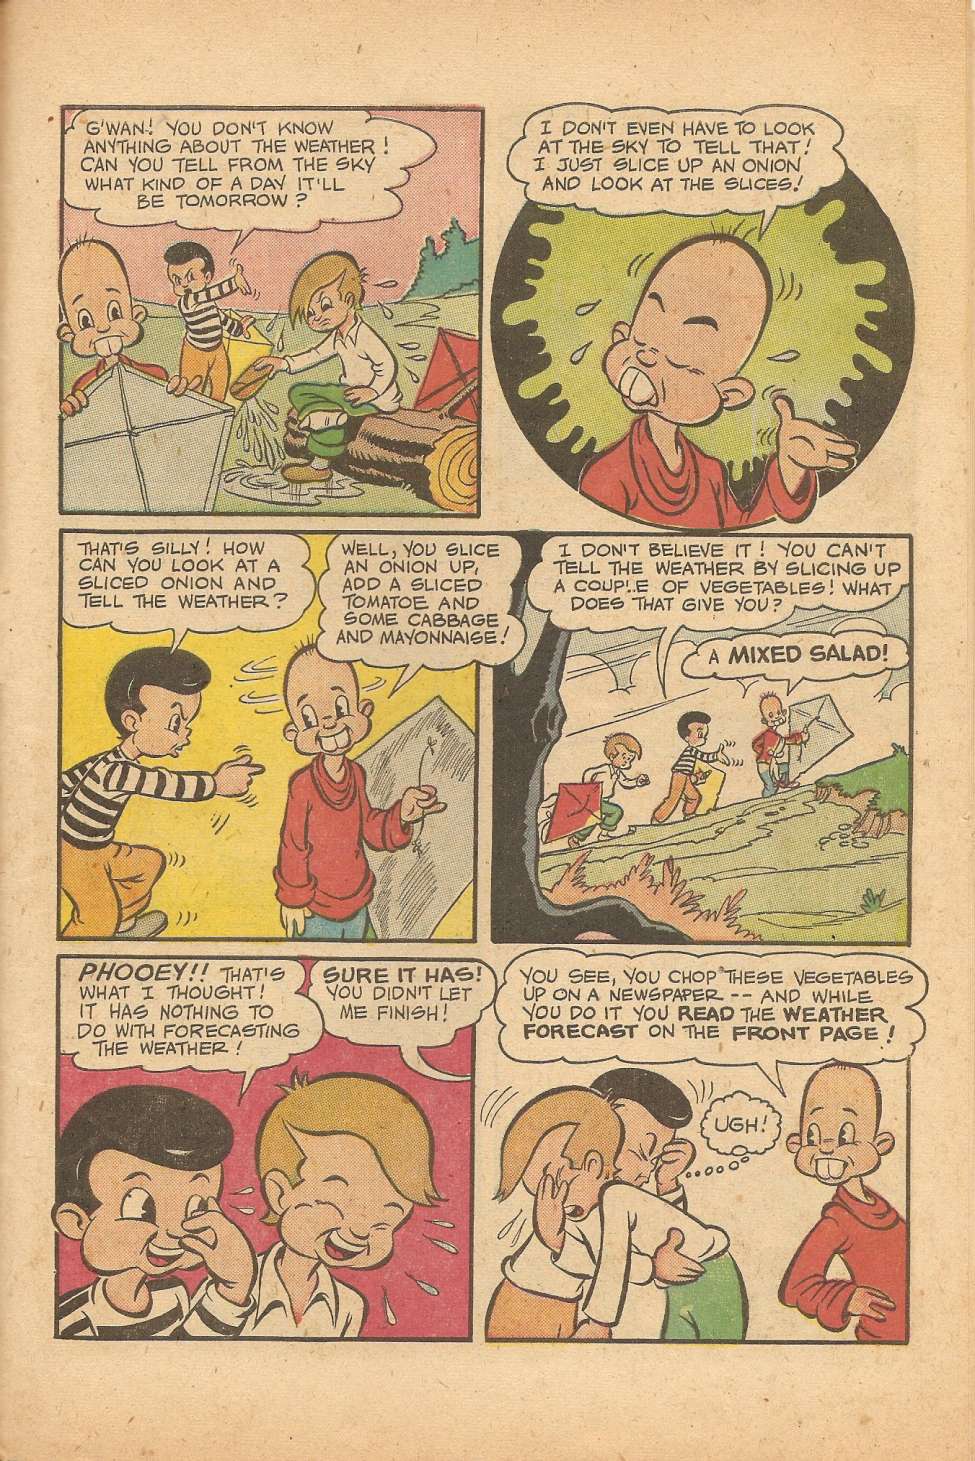 G'WAN! YOU DON'T KNOW
ANYTHING ABOUT THE WEATHER!
CAN YOU TELL FROM THE SKY
WHAT KIND OF A DAY IT'LL
BE TOMORROW?
I DON'T EVEN HAVE TO LOOK
AT THE SKY TO TELL THAT!
I JUST SLICE UP AN ONION
AND LOOK AT THE SLICES!
THAT'S SILLY! HOW
CAN YOU LOOK AT A
SLICED ONION AND
TELL THE WEATHER?
WELL, YOU SLICE
AN ONION UP,
ADD A SLICED
TOMATOE AND
SOME CABBAGE
AND MAYONNAISE!
I DON'T BELIEVE IT! YOU CAN'T
TELL THE WEATHER BY SLICING UP
A COUPLE OF VEGETABLES! WHAT
DOES THAT GIVE YOU?
A MIXED SALAD!
PHOOEY!! THAT'S
WHAT I THOUGHT!
IT HAS NOTHING TO
DO WITH FORECASTING
THE WEATHER!
SURE IT HAS!
YOU DIDN'T LET
ME FINISH!
YOU SEE, YOU CHOP THESE VEGETABLES
UP ON A NEWSPAPER -- AND WHILE
YOU DO IT YOU READ THE WEATHER
FORECAST ON THE FRONT PAGE!
UGH!